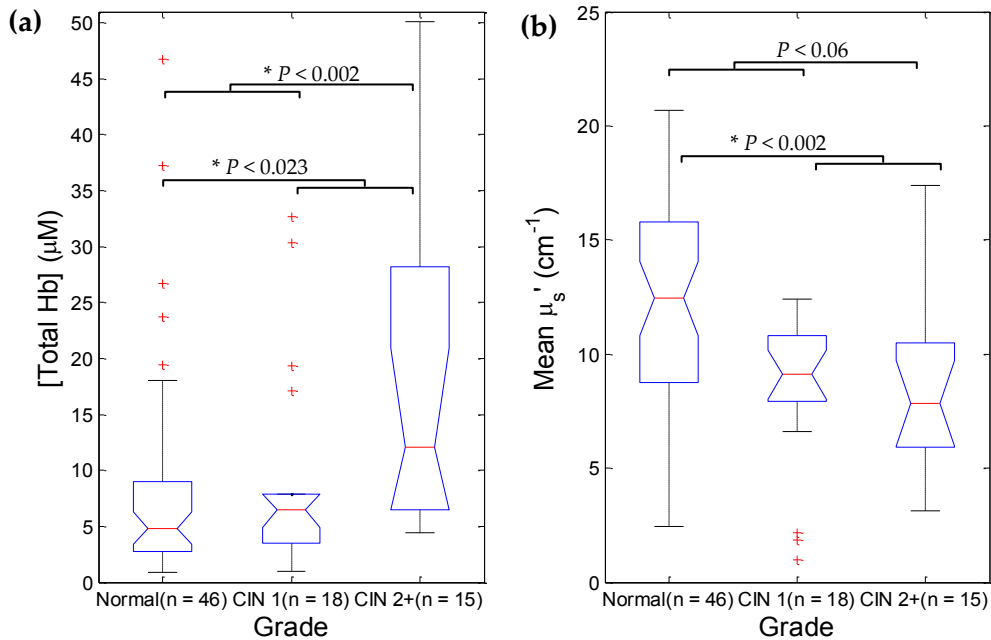 (a)
[Total Hb] (μM)
50
45
40
35
30
25
20
15
10
5
0
* P < 0.002
* P < 0.023
Normal(n = 46) CIN 1(n = 18) CIN 2+(n = 15)
Grade
(b)
Mean μs' (cm-1)
25
20
15
10
5
0
P < 0.06
* P < 0.002
Normal(n = 46) CIN 1(n = 18) CIN 2+(n = 15)
Grade